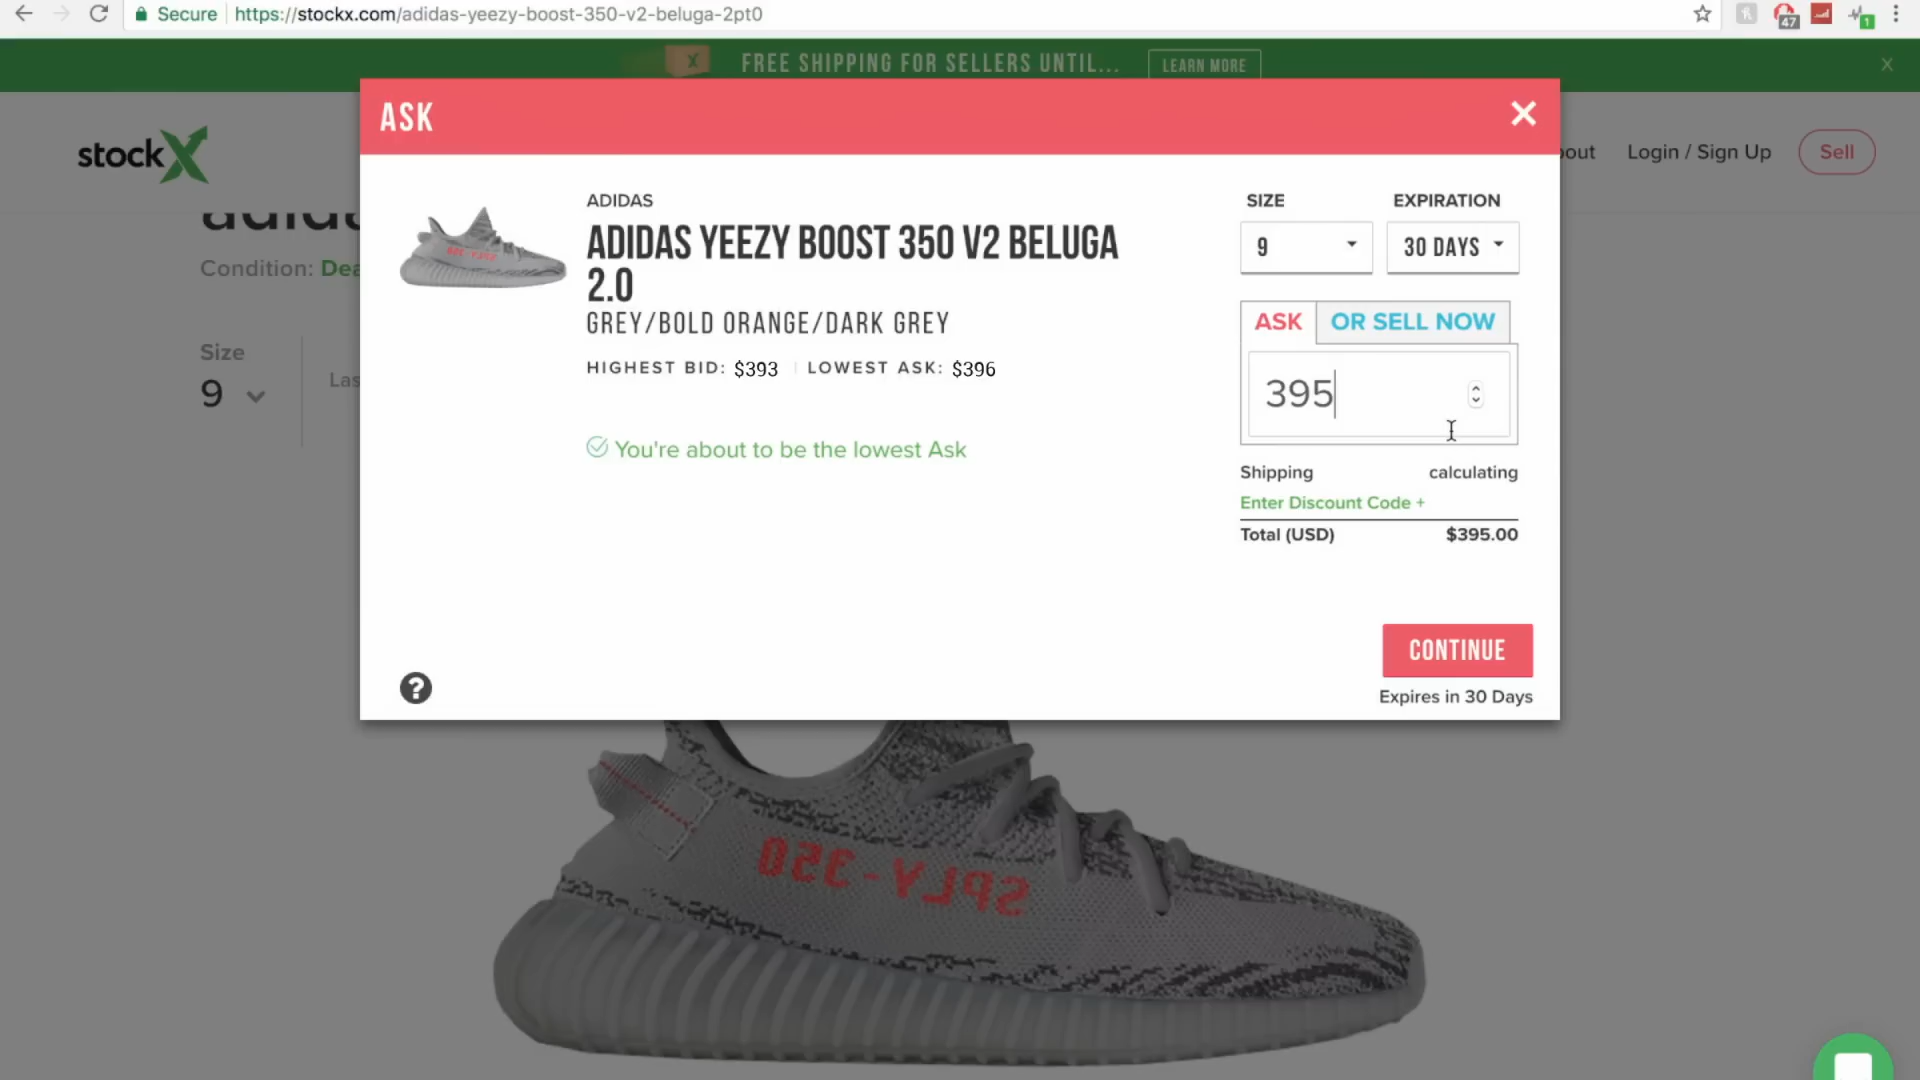 Secure
https://stockx.com/adidas-yeezy-boost-350-v2-beluga-2pt0
47
1
X
FREE SHIPPING FOR SELLERS UNTIL...
LEARN MORE
X
ASK
stockX
Login / Sign Up
Sell
Condition:
Size
9
ADIDAS
ADIDAS YEEZY BOOST 350 V2 BELUGA
2.0
GREY/BOLD ORANGE/DARK GREY
HIGHEST BID: $393
LOWEST ASK: $396
You're about to be the lowest Ask
SIZE
EXPIRATION
9
30 DAYS
ASK
OR SELL NOW
395
Shipping
calculating
Enter Discount Code +
Total (USD)
$395.00
CONTINUE
Expires in 30 Days
?
SPLY-350